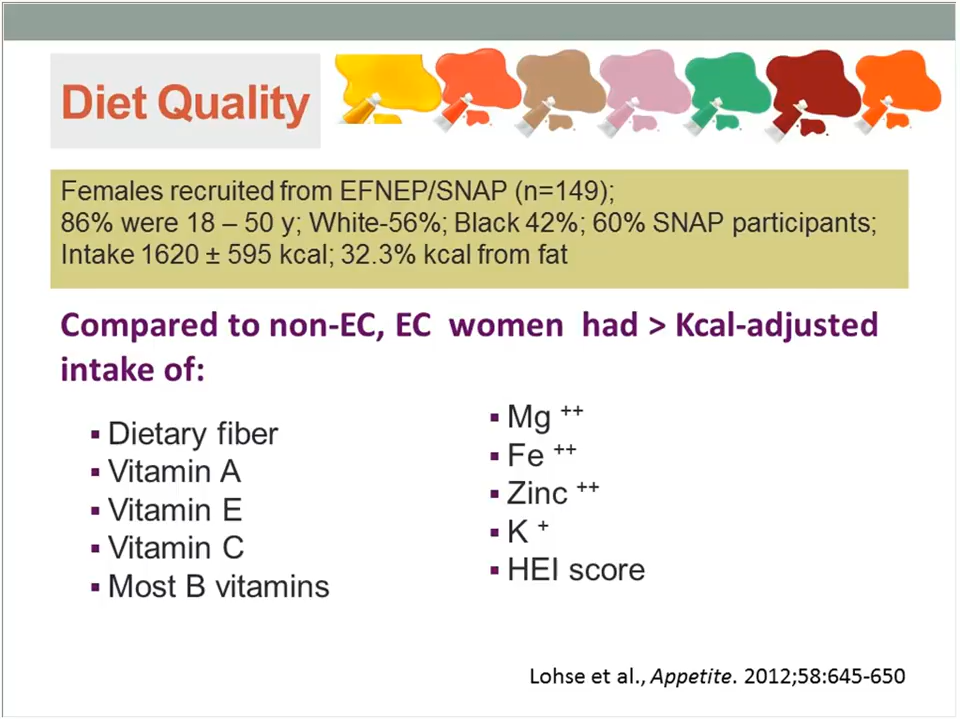 Diet Quality
Females recruited from EFNEP/SNAP (n=149);
86% were 18 – 50 y; White-56%; Black 42%; 60% SNAP participants;
Intake 1620 ± 595 kcal; 32.3% kcal from fat
Compared to non-EC, EC women had > Kcal-adjusted
intake of:
▪ Dietary fiber
▪ Vitamin A
▪ Vitamin E
▪ Vitamin C
▪ Most B vitamins
▪ Mg ++
▪ Fe ++
▪ Zinc ++
▪ K +
▪ HEI score
Lohse et al., Appetite. 2012;58:645-650